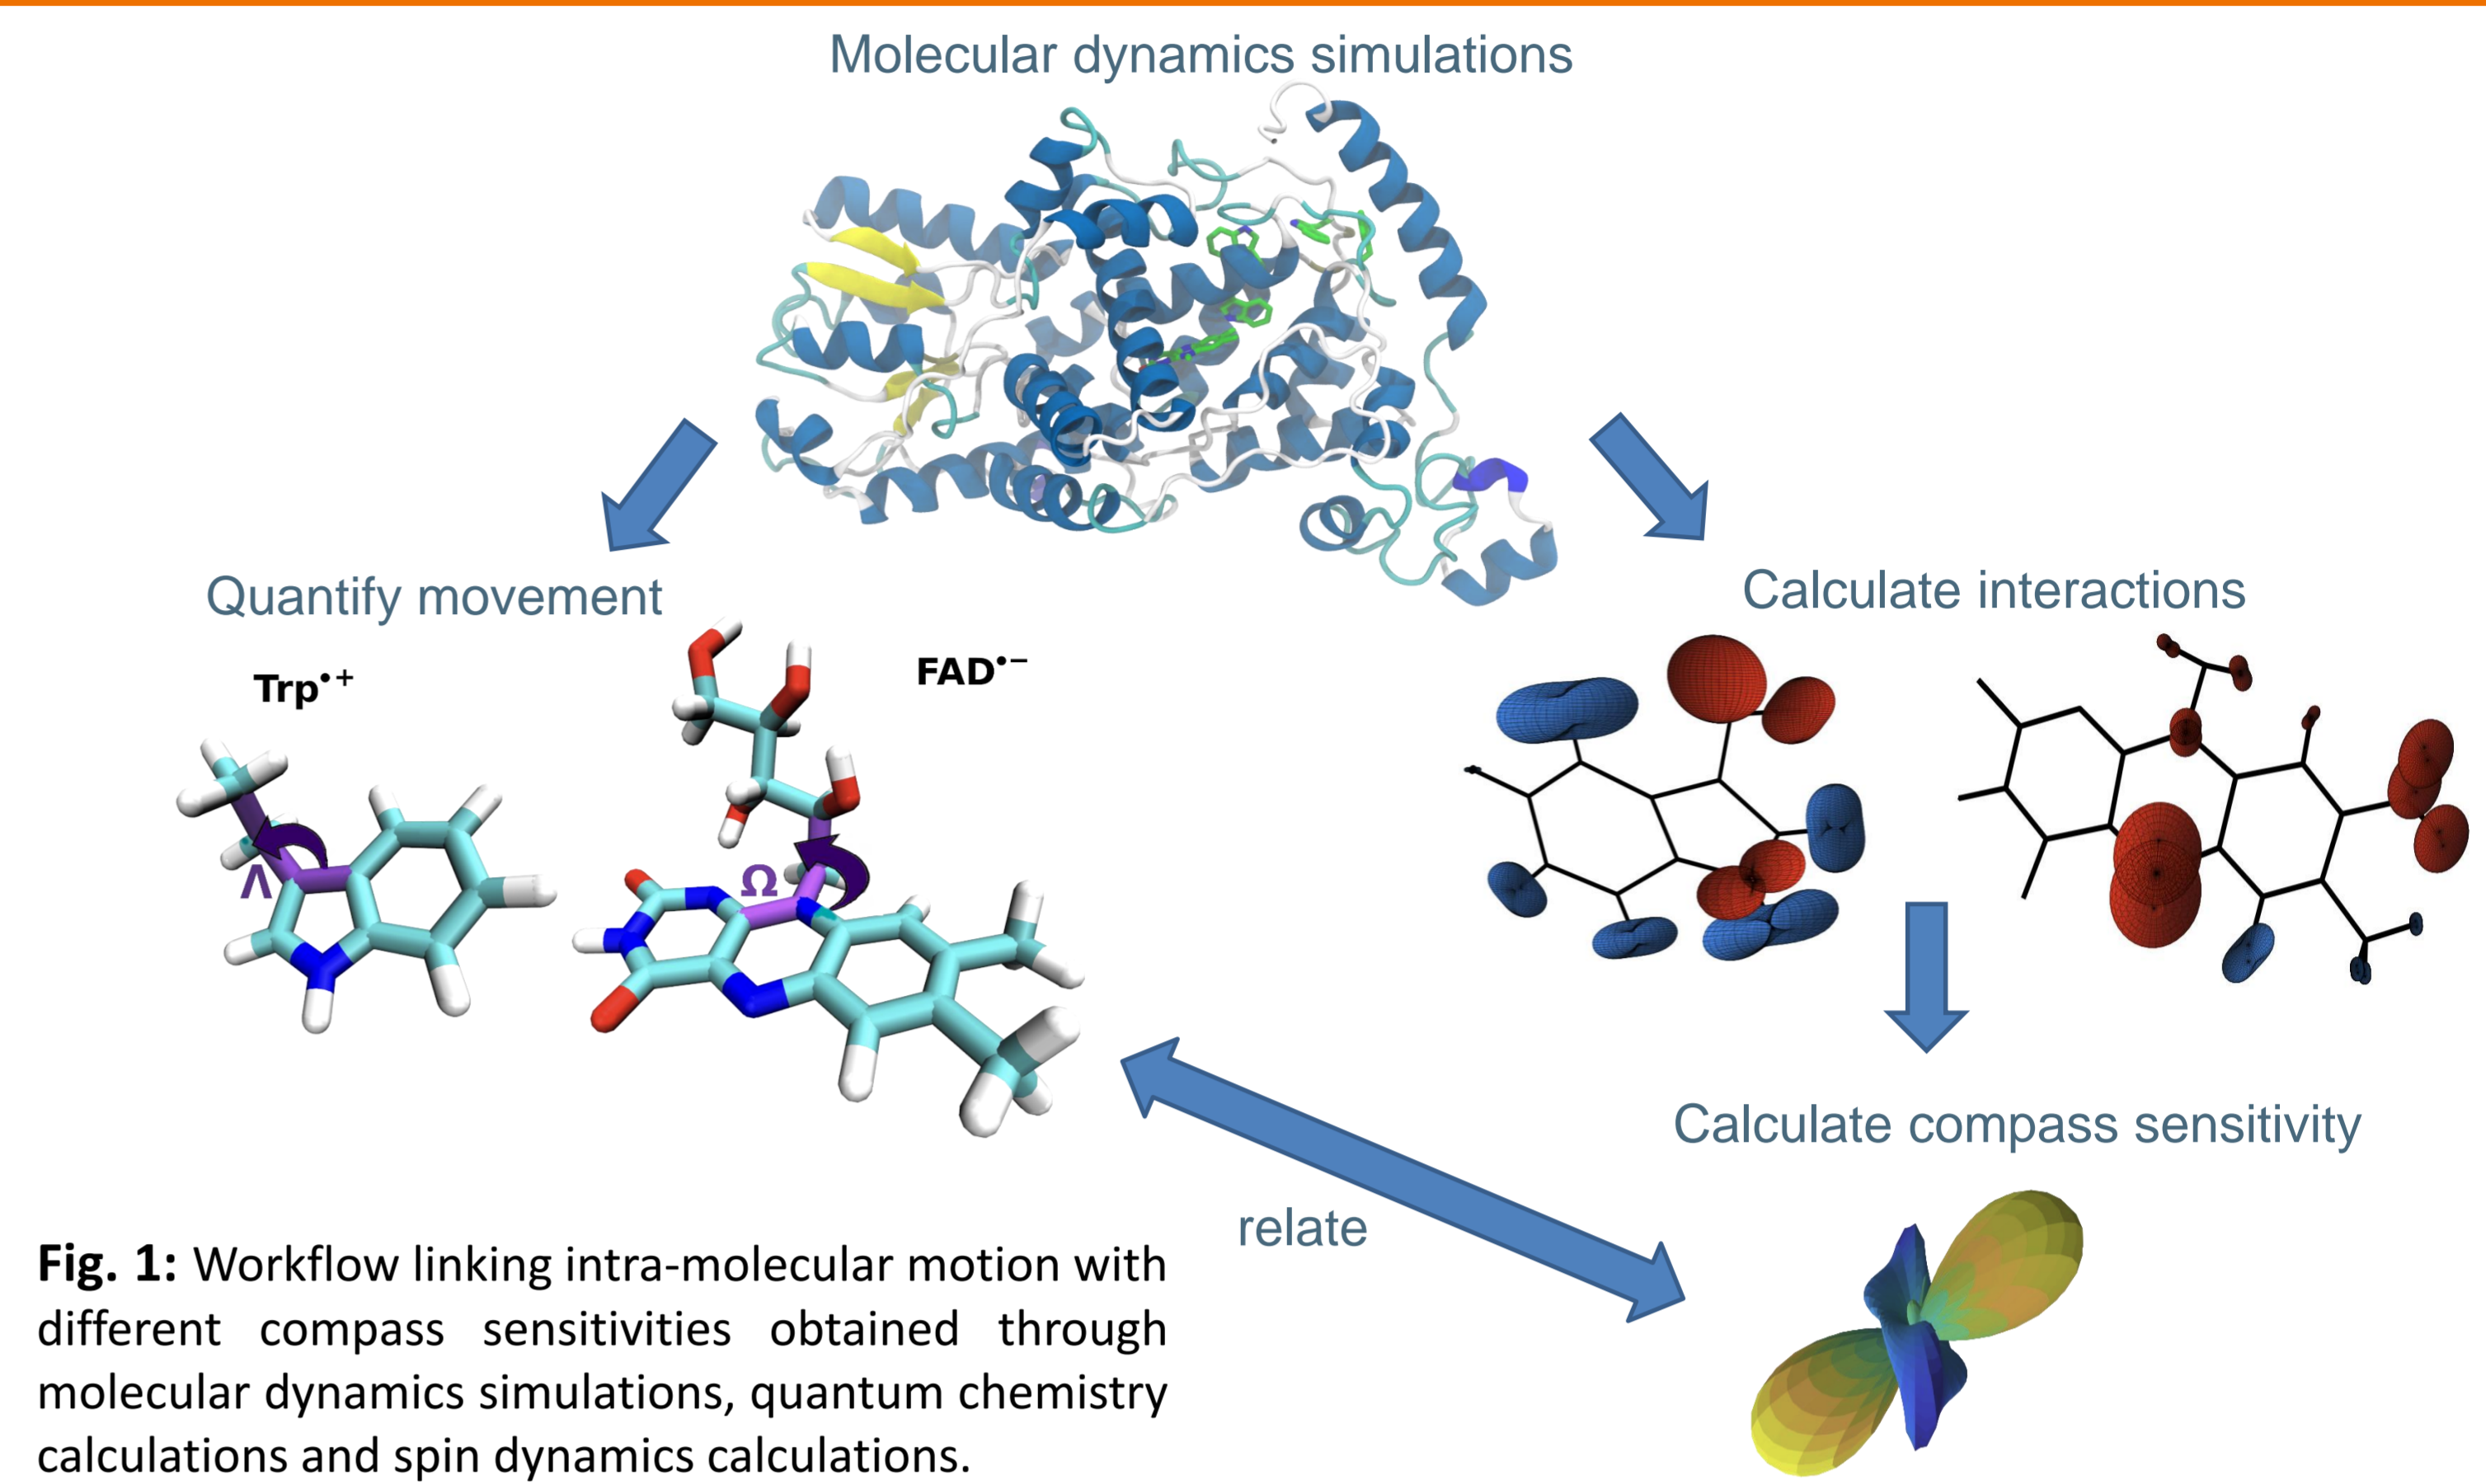 Molecular dynamics simulations
Quantify movement
Calculate interactions
Trp•+
FAD•−
Λ
Ω
Calculate compass sensitivity
relate
Fig. 1: Workflow linking intra-molecular motion with
different compass sensitivities obtained through
molecular dynamics simulations, quantum chemistry
calculations and spin dynamics calculations.